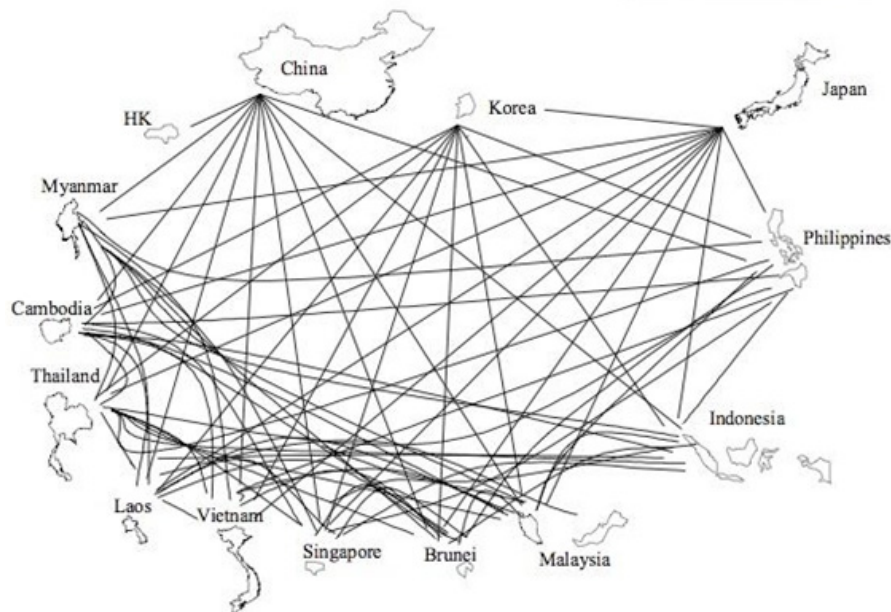 China
Korea
Japan
HK
Myanmar
Philippines
Cambodia
Thailand
Indonesia
Laos
Vietnam
Singapore
Brunei
Malaysia